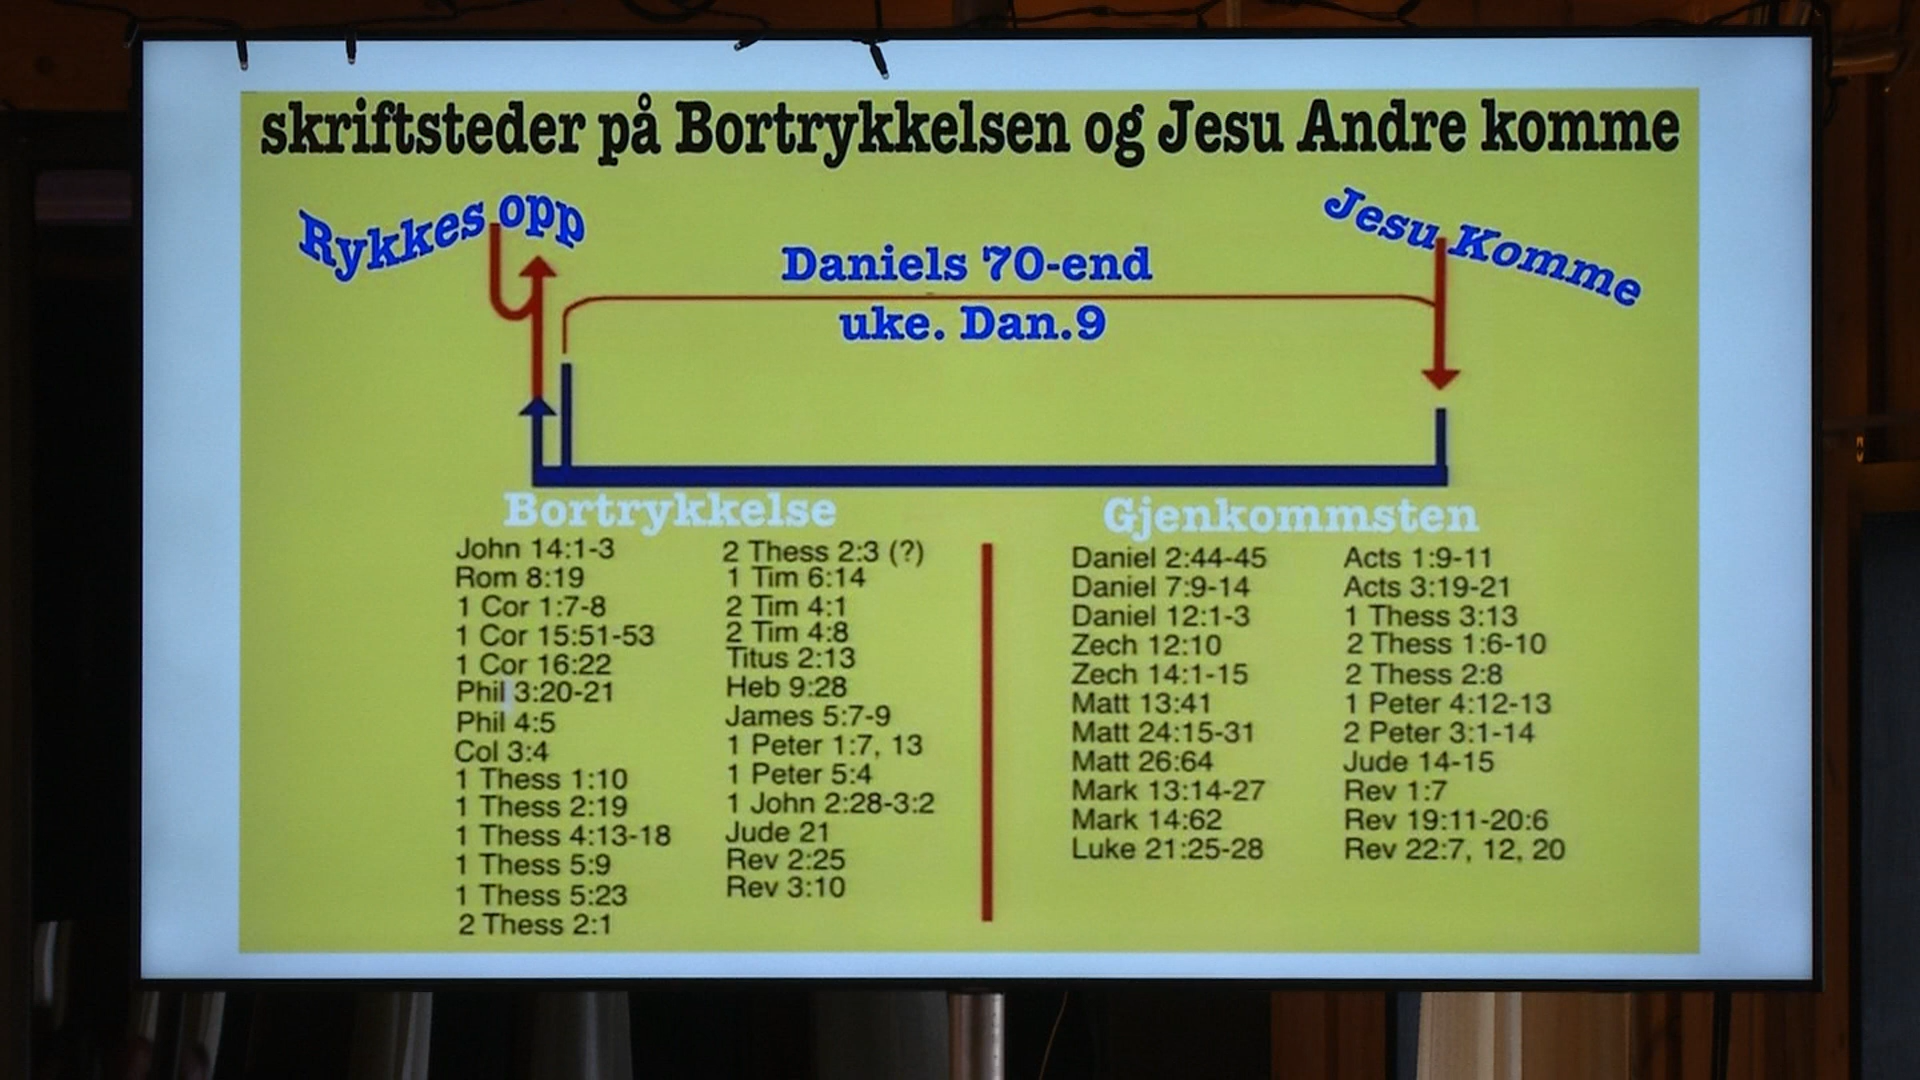 skriftsteder på Bortrykkelsen og Jesu Andre komme
Rykkes opp
Jesu Komme
Daniels 70-end
uke. Dan.9
Bortrykkelse
John 14:1-3
Rom 8:19
1 Cor 1:7-8
1 Cor 15:51-53
1 Cor 16:22
Phil 3:20-21
Phil 4:5
Col 3:4
1 Thess 1:10
1 Thess 2:19
1 Thess 4:13-18
1 Thess 5:9
1 Thess 5:23
2 Thess 2:1
2 Thess 2:3 (?)
1 Tim 6:14
2 Tim 4:1
2 Tim 4:8
Titus 2:13
Heb 9:28
James 5:7-9
1 Peter 1:7, 13
1 Peter 5:4
1 John 2:28-3:2
Jude 21
Rev 2:25
Rev 3:10
Gjenkommsten
Daniel 2:44-45
Daniel 7:9-14
Daniel 12:1-3
Zech 12:10
Zech 14:1-15
Matt 13:41
Matt 24:15-31
Matt 26:64
Mark 13:14-27
Mark 14:62
Luke 21:25-28
Acts 1:9-11
Acts 3:19-21
1 Thess 3:13
2 Thess 1:6-10
2 Thess 2:8
1 Peter 4:12-13
2 Peter 3:1-14
Jude 14-15
Rev 1:7
Rev 19:11-20:6
Rev 22:7, 12, 20